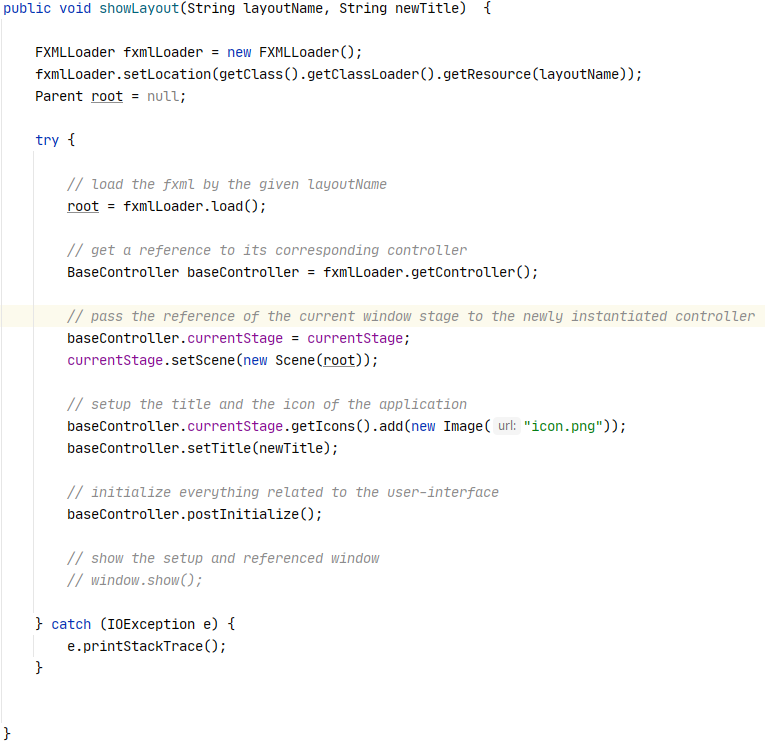 public void showLayout(String layoutName, String newTitle)  {
FXMLLoader fxmlLoader = new FXMLLoader();
fxmlLoader.setLocation(getClass().getClassLoader().getResource(layoutName));
Parent root = null;
try {
// load the fxml by the given layoutName
root = fxmlLoader.load();
// get a reference to its corresponding controller
BaseController baseController = fxmlLoader.getController();
// pass the reference of the current window stage to the newly instantiated controller
baseController.currentStage = currentStage;
currentStage.setScene(new Scene(root));
// setup the title and the icon of the application
baseController.currentStage.getIcons().add(new Image( url: "icon.png"));
baseController.setTitle(newTitle);
// initialize everything related to the user-interface
baseController.postInitialize();
// show the setup and referenced window
// window.show();
} catch (IOException e) {
e.printStackTrace();
}
}